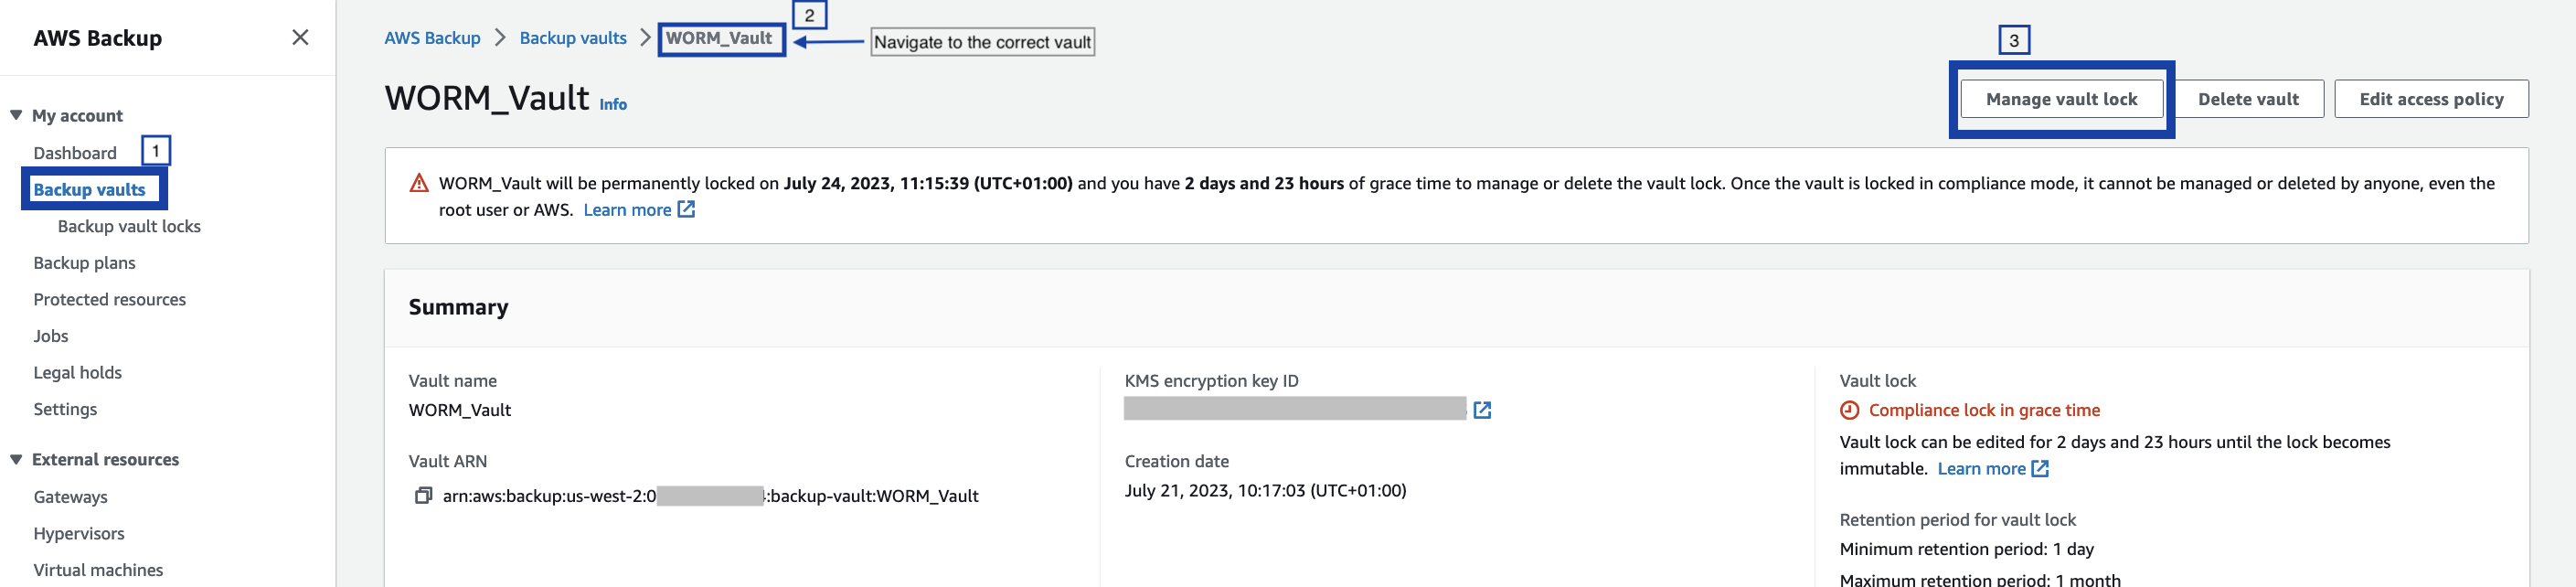 AWS Backup
My account
Dashboard
1
Backup vaults
Backup vault locks
Backup plans
Protected resources
Jobs
Legal holds
Settings
External resources
Gateways
Hypervisors
Virtual machines
AWS Backup > Backup vaults > WORM_Vault
2
Navigate to the correct vault
3
WORM_Vault Info
Manage vault lock
Delete vault
Edit access policy
WORM_Vault will be permanently locked on July 24, 2023, 11:15:39 (UTC+01:00) and you have 2 days and 23 hours of grace time to manage or delete the vault lock. Once the vault is locked in compliance mode, it cannot be managed or deleted by anyone, even the
root user or AWS. Learn more
Summary
Vault name
WORM_Vault
Vault ARN
arn:aws:backup:us-west-2:0 :backup-vault:WORM_Vault
KMS encryption key ID
Creation date
July 21, 2023, 10:17:03 (UTC+01:00)
Vault lock
Compliance lock in grace time
Vault lock can be edited for 2 days and 23 hours until the lock becomes
immutable. Learn more
Retention period for vault lock
Minimum retention period: 1 day
Maximum retention period: 1 month